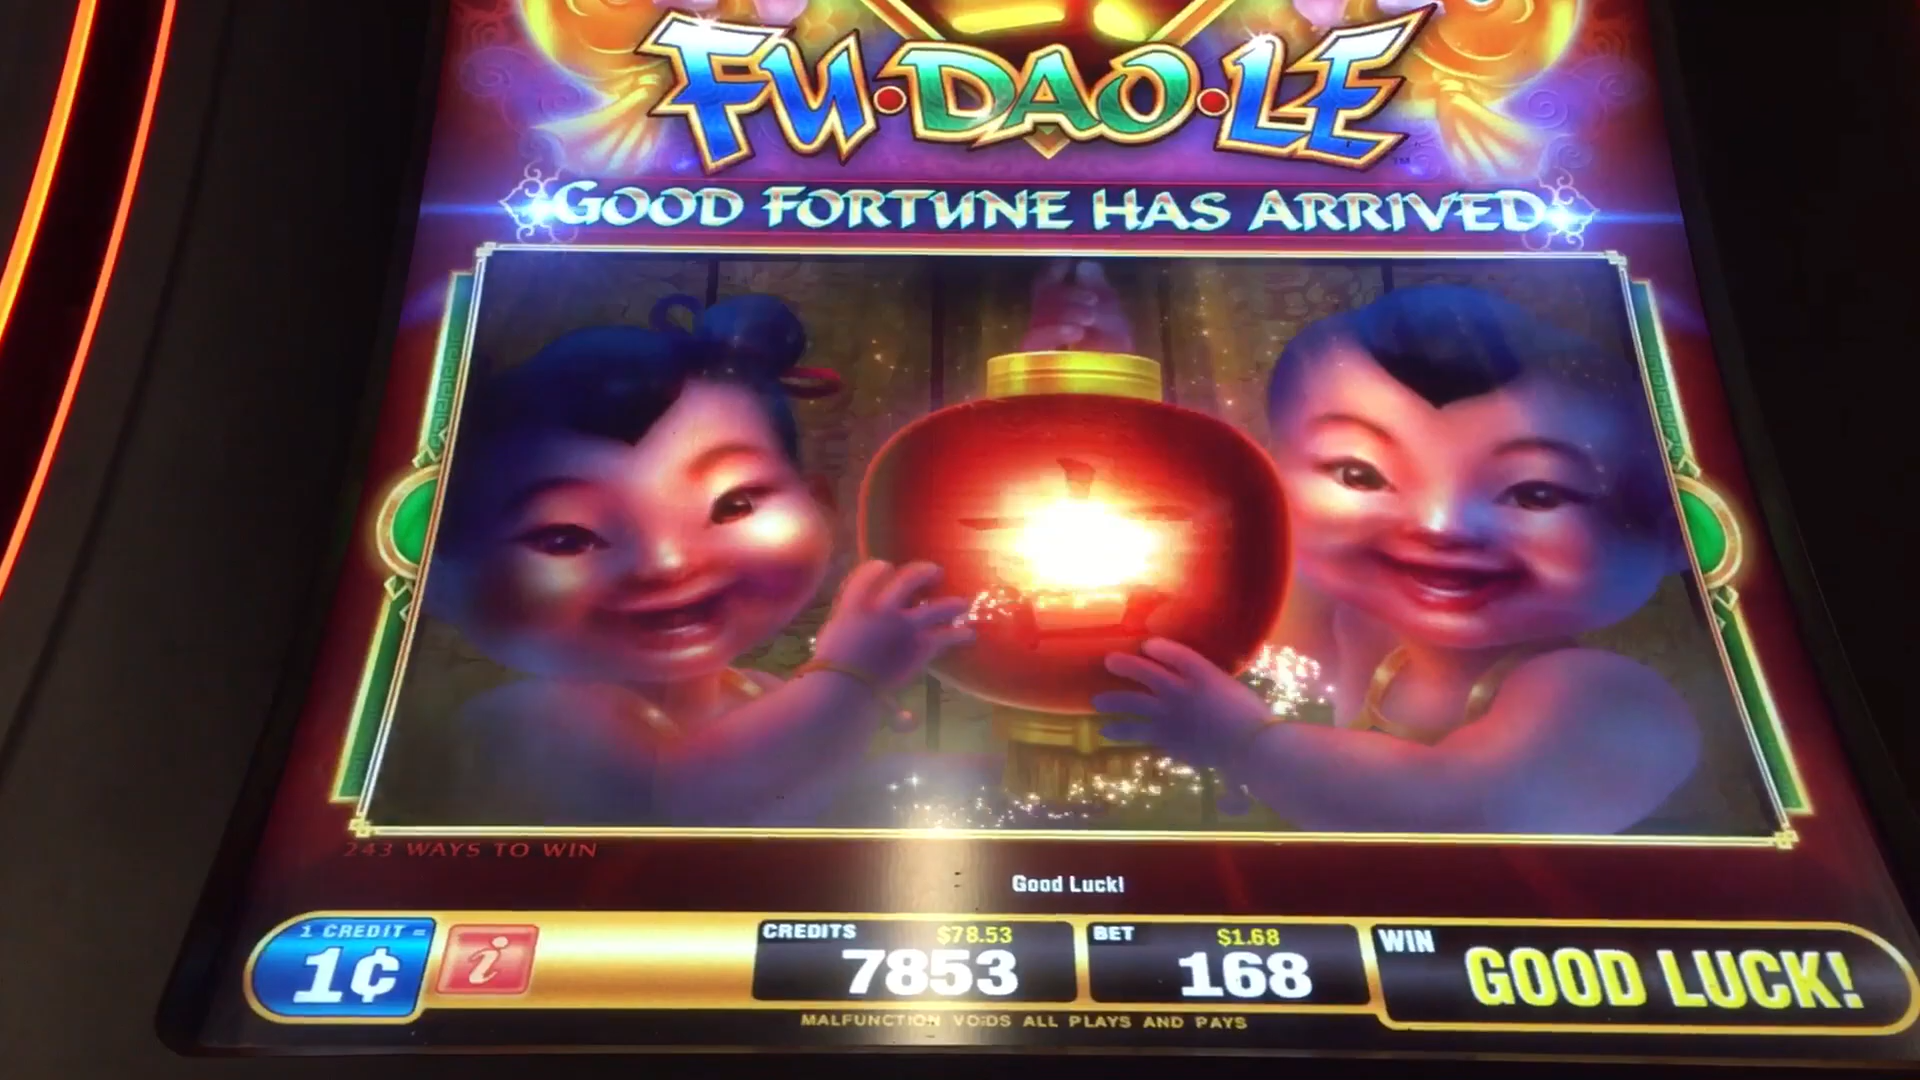 FU·DAO·LE™
GOOD FORTUNE HAS ARRIVED
243 WAYS TO WIN
Good Luck!
1 CREDIT =
1¢
i
CREDITS $78.53
7853
BET $1.68
168
WIN
GOOD LUCK!
MALFUNCTION VOIDS ALL PLAYS AND PAYS